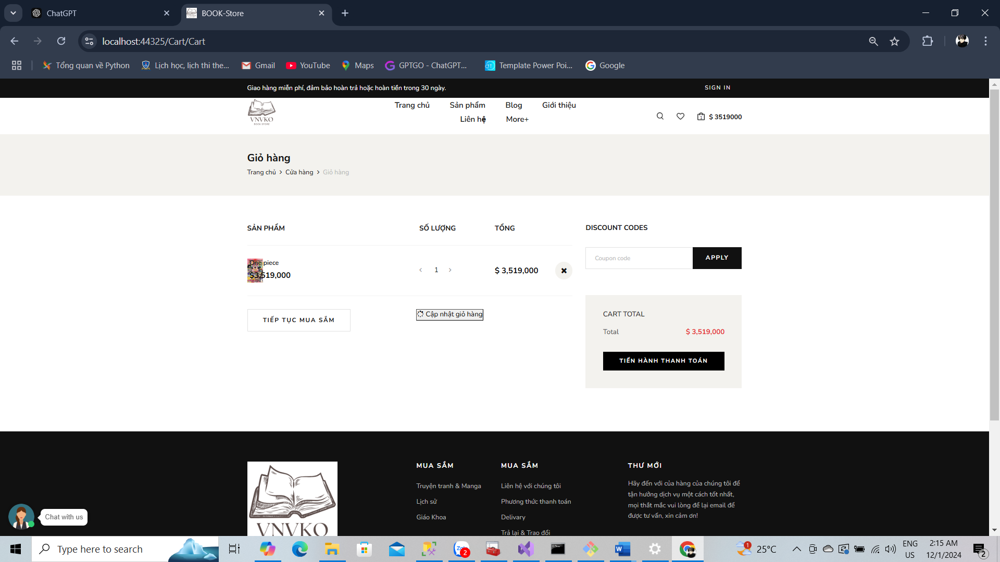 ChatGPT
BOOK-Store
localhost:44325/Cart/Cart
Tổng quan về Python
Lịch học, lịch thi the...
Gmail
YouTube
Maps
GPTGO - ChatGPT...
Template Power Poi...
Google
Giao hàng miễn phí, đảm bảo hoàn trả hoặc hoàn tiền trong 30 ngày.
SIGN IN
VNVKO
BOOK STORE
Trang chủ
Sản phẩm
Blog
Giới thiệu
Liên hệ
More+
1
$ 3519000
Giỏ hàng
Trang chủ > Cửa hàng > Giỏ hàng
SẢN PHẨM
SỐ LƯỢNG
TỔNG
DISCOUNT CODES
One piece
$3,519,000
< 1 >
$ 3,519,000
Coupon code
APPLY
TIẾP TỤC MUA SẮM
Cập nhật giỏ hàng
CART TOTAL
Total $ 3,519,000
TIẾN HÀNH THANH TOÁN
VNVKO
MUA SẮM
Truyện tranh & Manga
Lịch sử
Giáo Khoa
MUA SẮM
Liên hệ với chúng tôi
Phương thức thanh toán
Delivary
Trả lại & Trao đổi
THƯ MỚI
Hãy đến với của hàng của chúng tôi để
tận hưởng dịch vụ một cách tốt nhất,
mọi thắt mắc vui lòng để lại email để
được tư vấn, xin cảm ơn!
Chat with us
Type here to search
Zalo
2
1
25°C
ENG
US
2:15 AM
12/1/2024
2